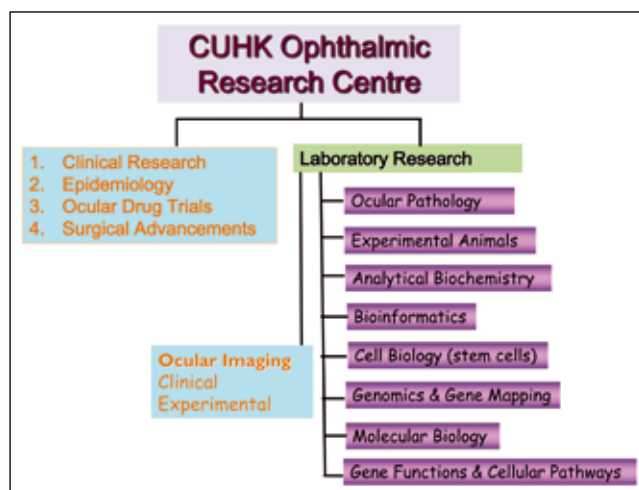 CUHK Ophthalmic
Research Centre
1. Clinical Research
2. Epidemiology
3. Ocular Drug Trials
4. Surgical Advancements
Laboratory Research
Ocular Pathology
Experimental Animals
Analytical Biochemistry
Bioinformatics
Cell Biology (stem cells)
Genomics & Gene Mapping
Molecular Biology
Gene Functions & Cellular Pathways
Ocular Imaging
Clinical
Experimental